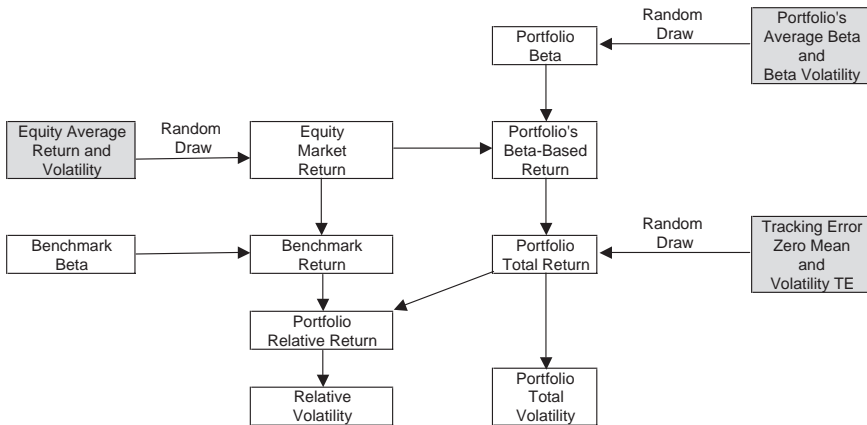 Portfolio
Beta
Random
Draw
Portfolio's
Average Beta
and
Beta Volatility
Equity Average
Return and
Volatility
Random
Draw
Equity
Market
Return
Portfolio's
Beta-Based
Return
Benchmark
Beta
Benchmark
Return
Portfolio
Total Return
Random
Draw
Tracking Error
Zero Mean
and
Volatility TE
Portfolio
Relative Return
Relative
Volatility
Portfolio
Total
Volatility